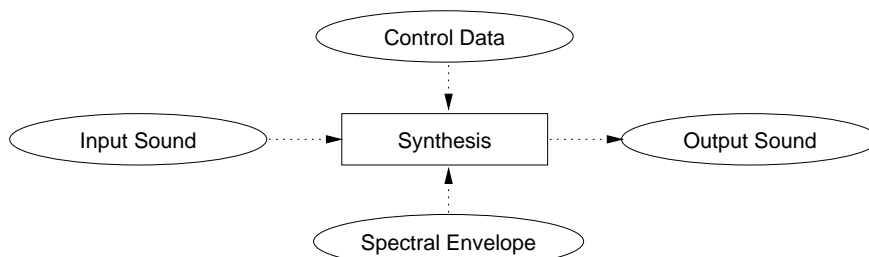 Control Data
Input Sound
Synthesis
Output Sound
Spectral Envelope